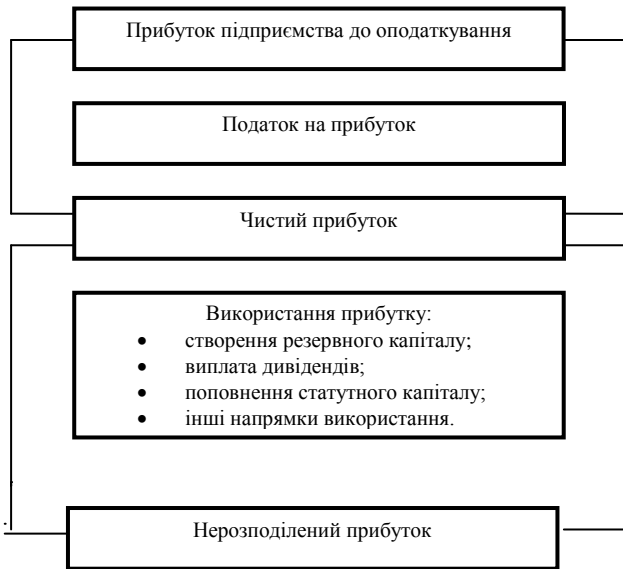 Прибуток підприємства до оподаткування
Податок на прибуток
Чистий прибуток
Використання прибутку:
• створення резервного капіталу;
• виплата дивідендів;
• поповнення статутного капіталу;
• інші напрямки використання.
Нерозподілений прибуток